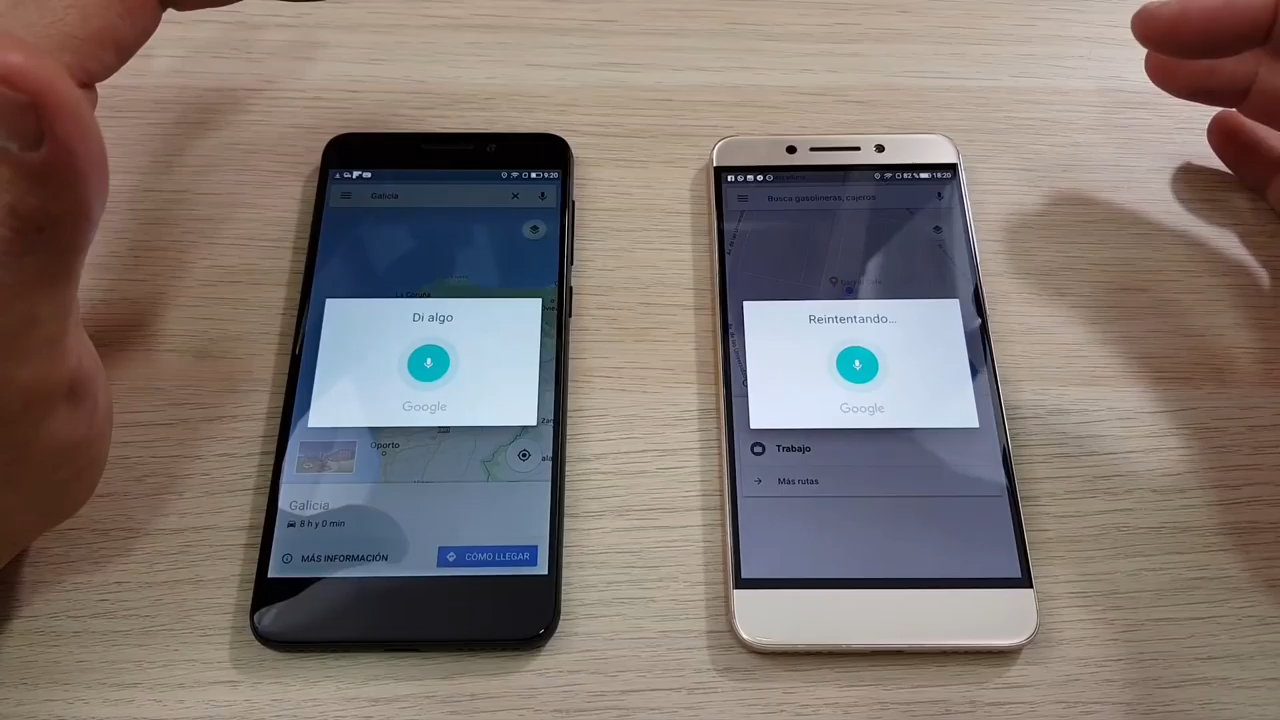 9:20
Galicia
La Coruña
Di algo
Google
Oporto
Galicia
8 h y 0 min
MÁS INFORMACIÓN
CÓMO LLEGAR
82 % 18:20
Busca gasolineras, cajeros
Reintentando...
Google
Trabajo
Más rutas